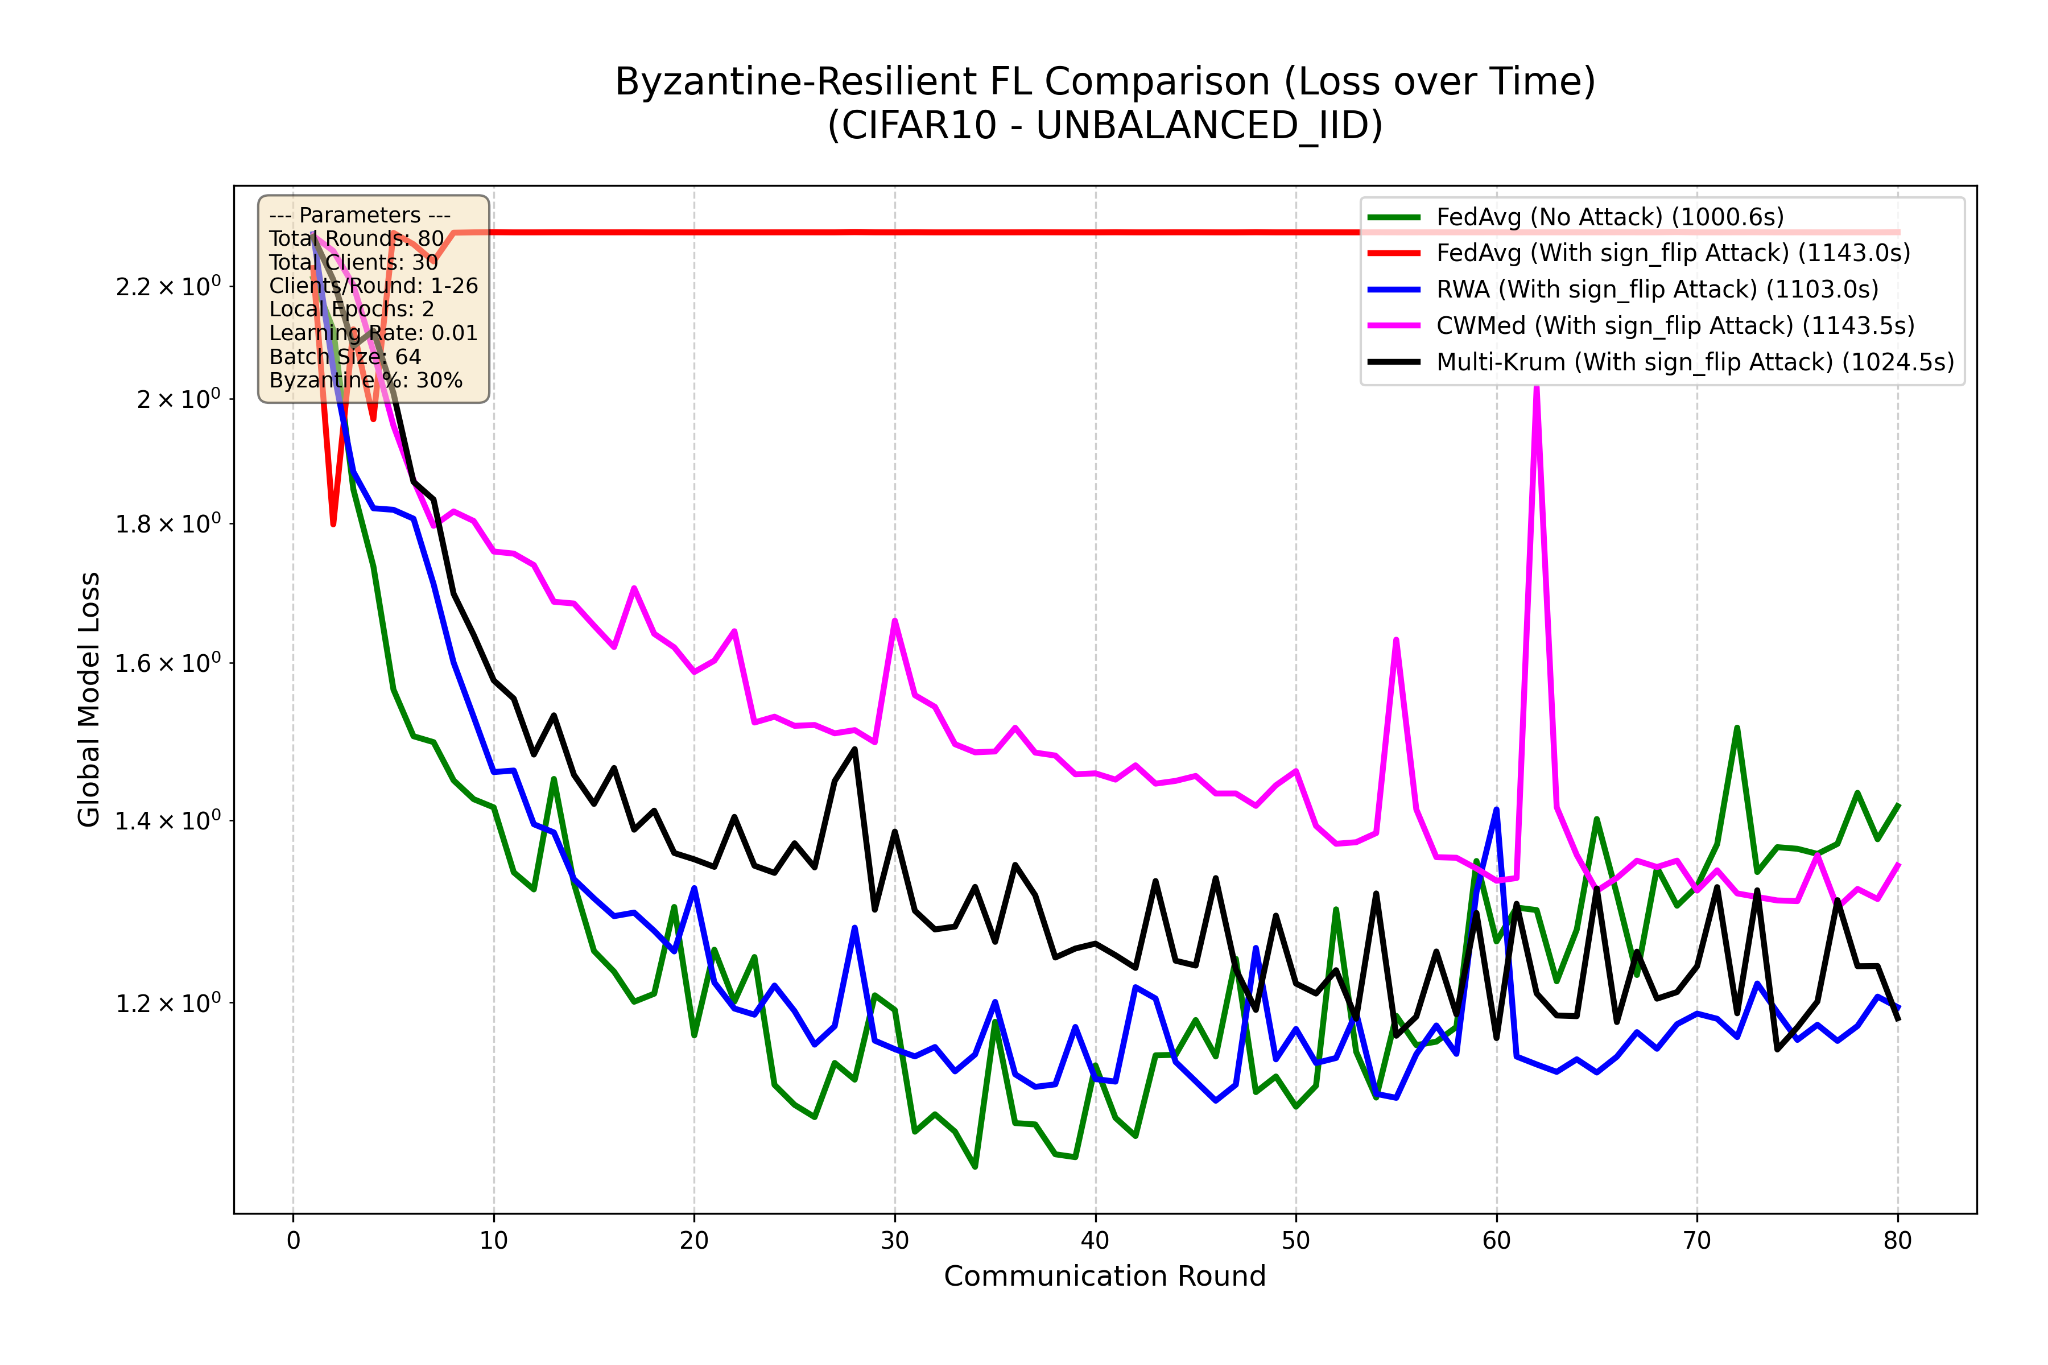 Byzantine-Resilient FL Comparison (Loss over Time)
(CIFAR10 - UNBALANCED_IID)
--- Parameters ---
Total Rounds: 80
Total Clients: 30
Clients/Round: 1-26
Local Epochs: 2
Learning Rate: 0.01
Batch Size: 64
Byzantine %: 30%
FedAvg (No Attack) (1000.6s)
FedAvg (With sign_flip Attack) (1143.0s)
RWA (With sign_flip Attack) (1103.0s)
CWMed (With sign_flip Attack) (1143.5s)
Multi-Krum (With sign_flip Attack) (1024.5s)
Global Model Loss
2.2 × 10⁰
2 × 10⁰
1.8 × 10⁰
1.6 × 10⁰
1.4 × 10⁰
1.2 × 10⁰
0 10 20 30 40 50 60 70 80
Communication Round